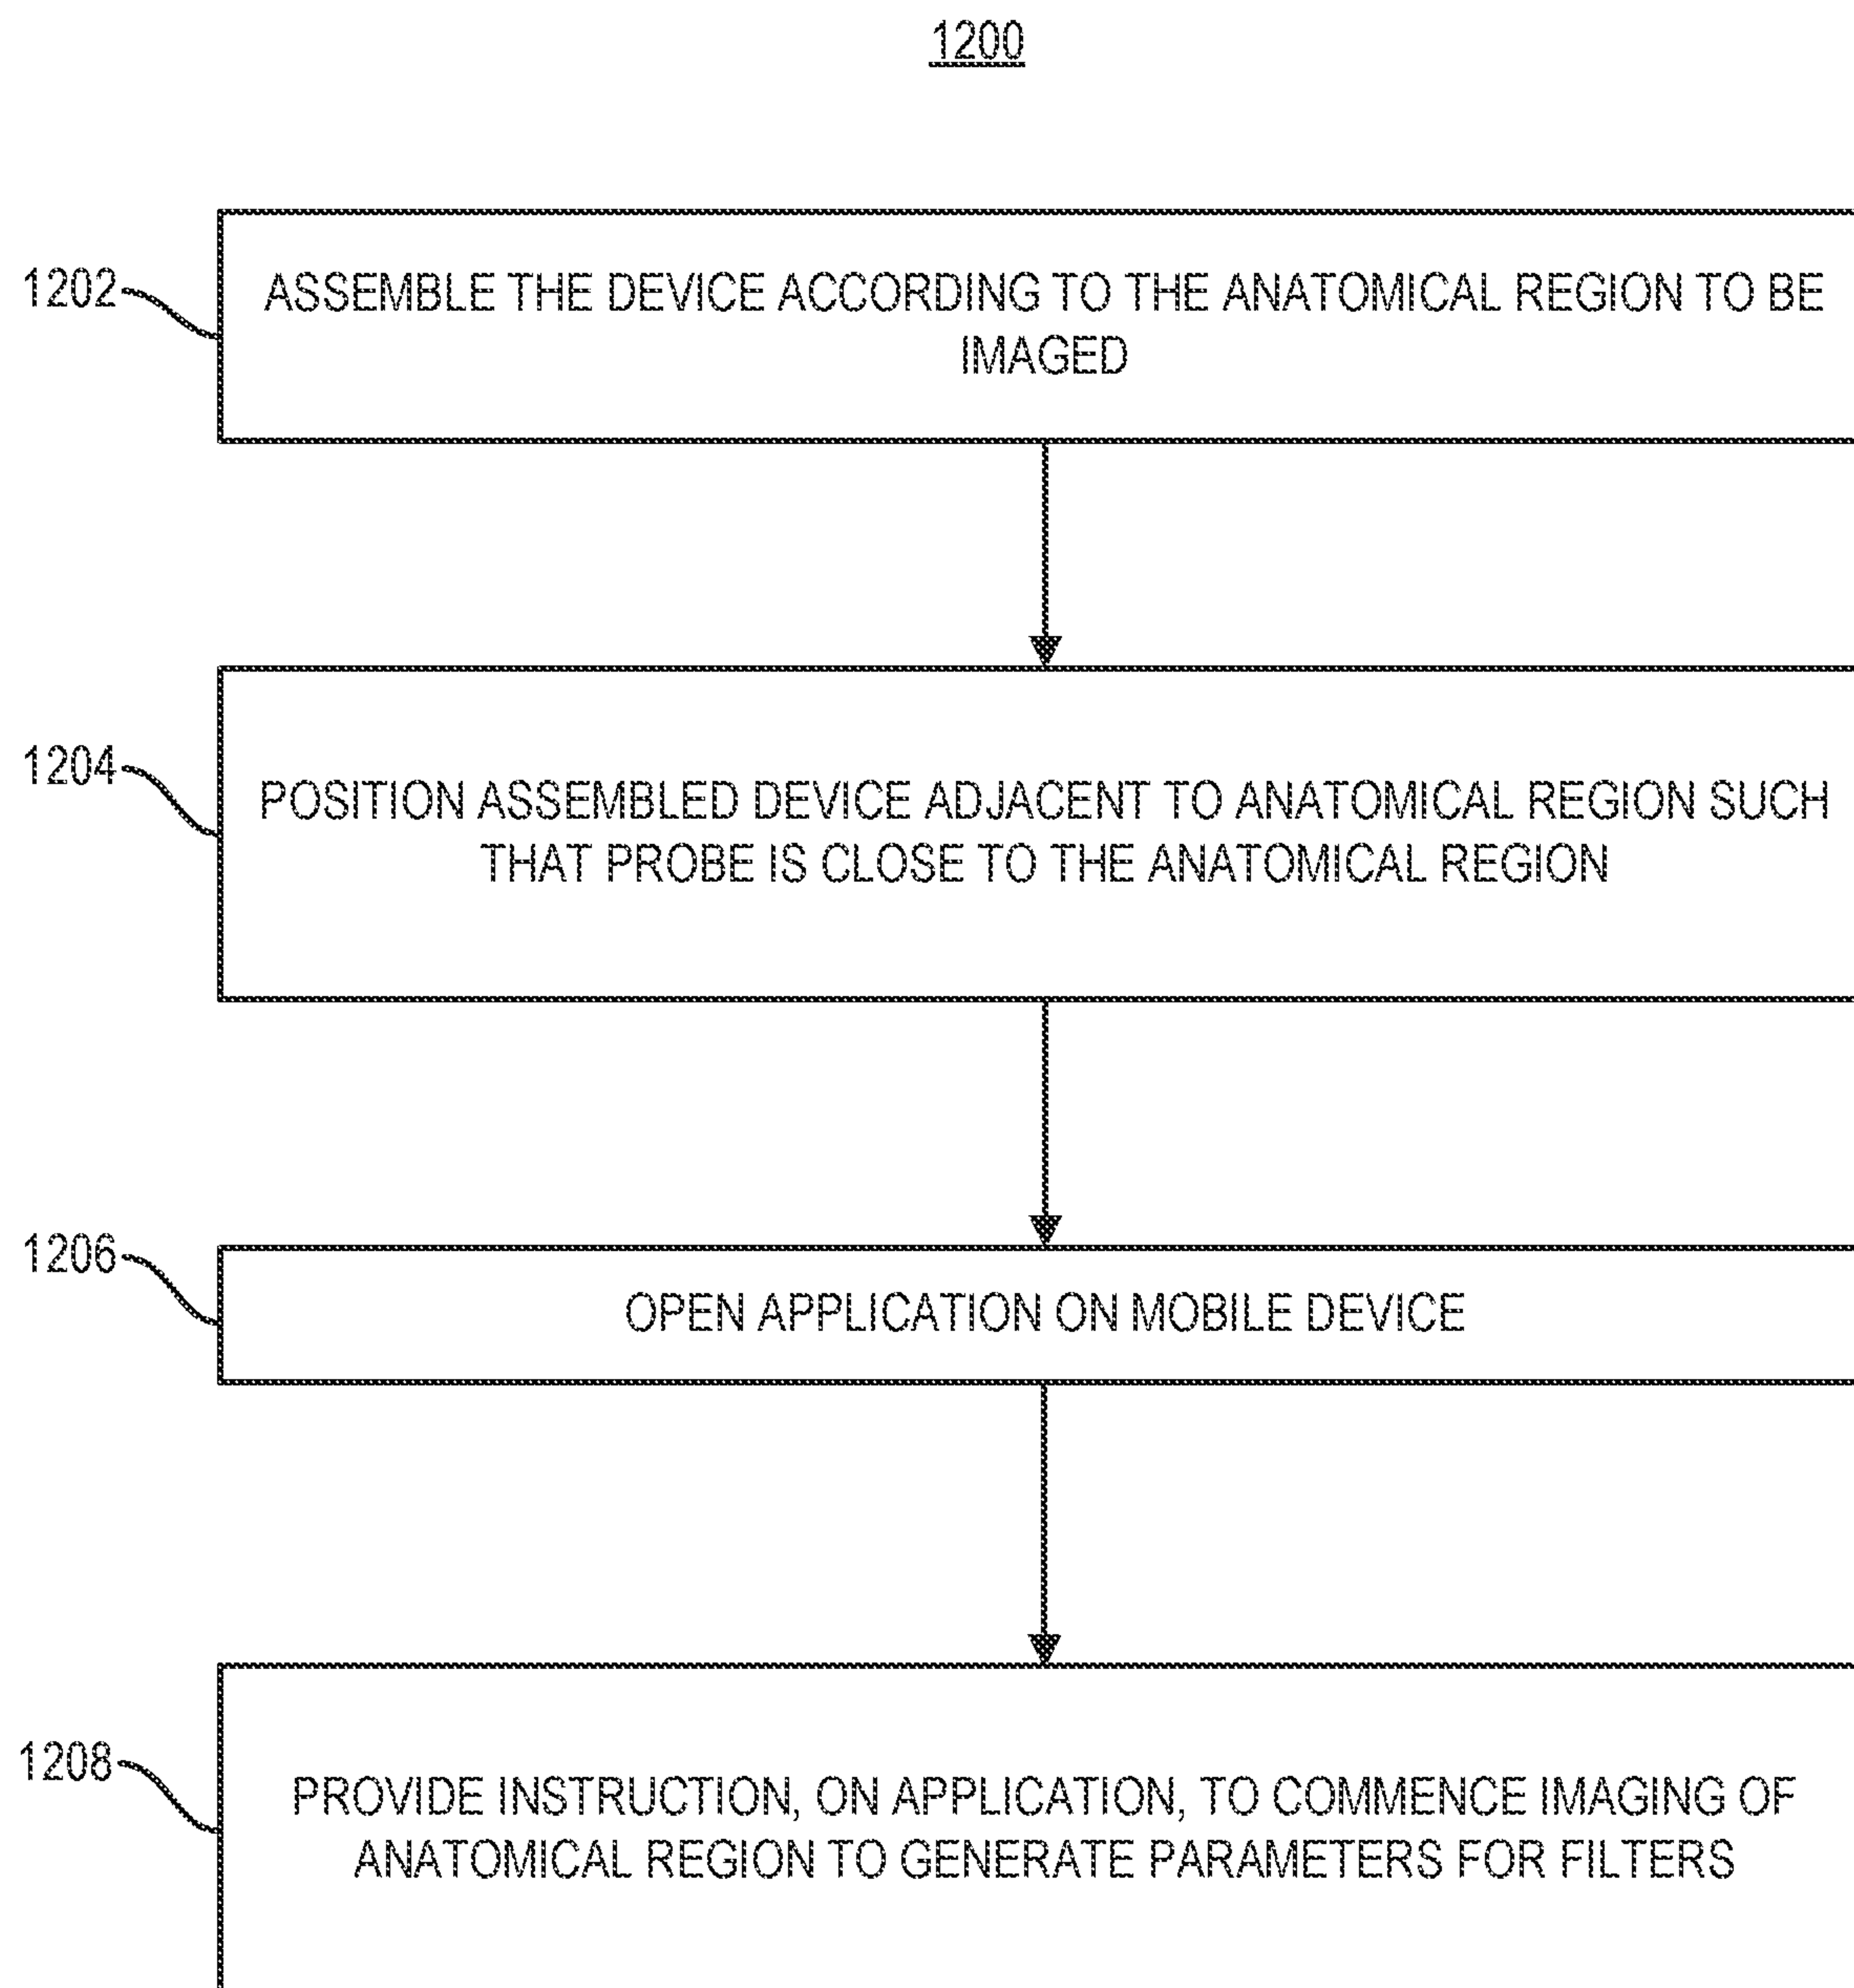 1200
1202
ASSEMBLE THE DEVICE ACCORDING TO THE ANATOMICAL REGION TO BE
IMAGED
1204
POSITION ASSEMBLED DEVICE ADJACENT TO ANATOMICAL REGION SUCH
THAT PROBE IS CLOSE TO THE ANATOMICAL REGION
1206
OPEN APPLICATION ON MOBILE DEVICE
1208
PROVIDE INSTRUCTION, ON APPLICATION, TO COMMENCE IMAGING OF
ANATOMICAL REGION TO GENERATE PARAMETERS FOR FILTERS